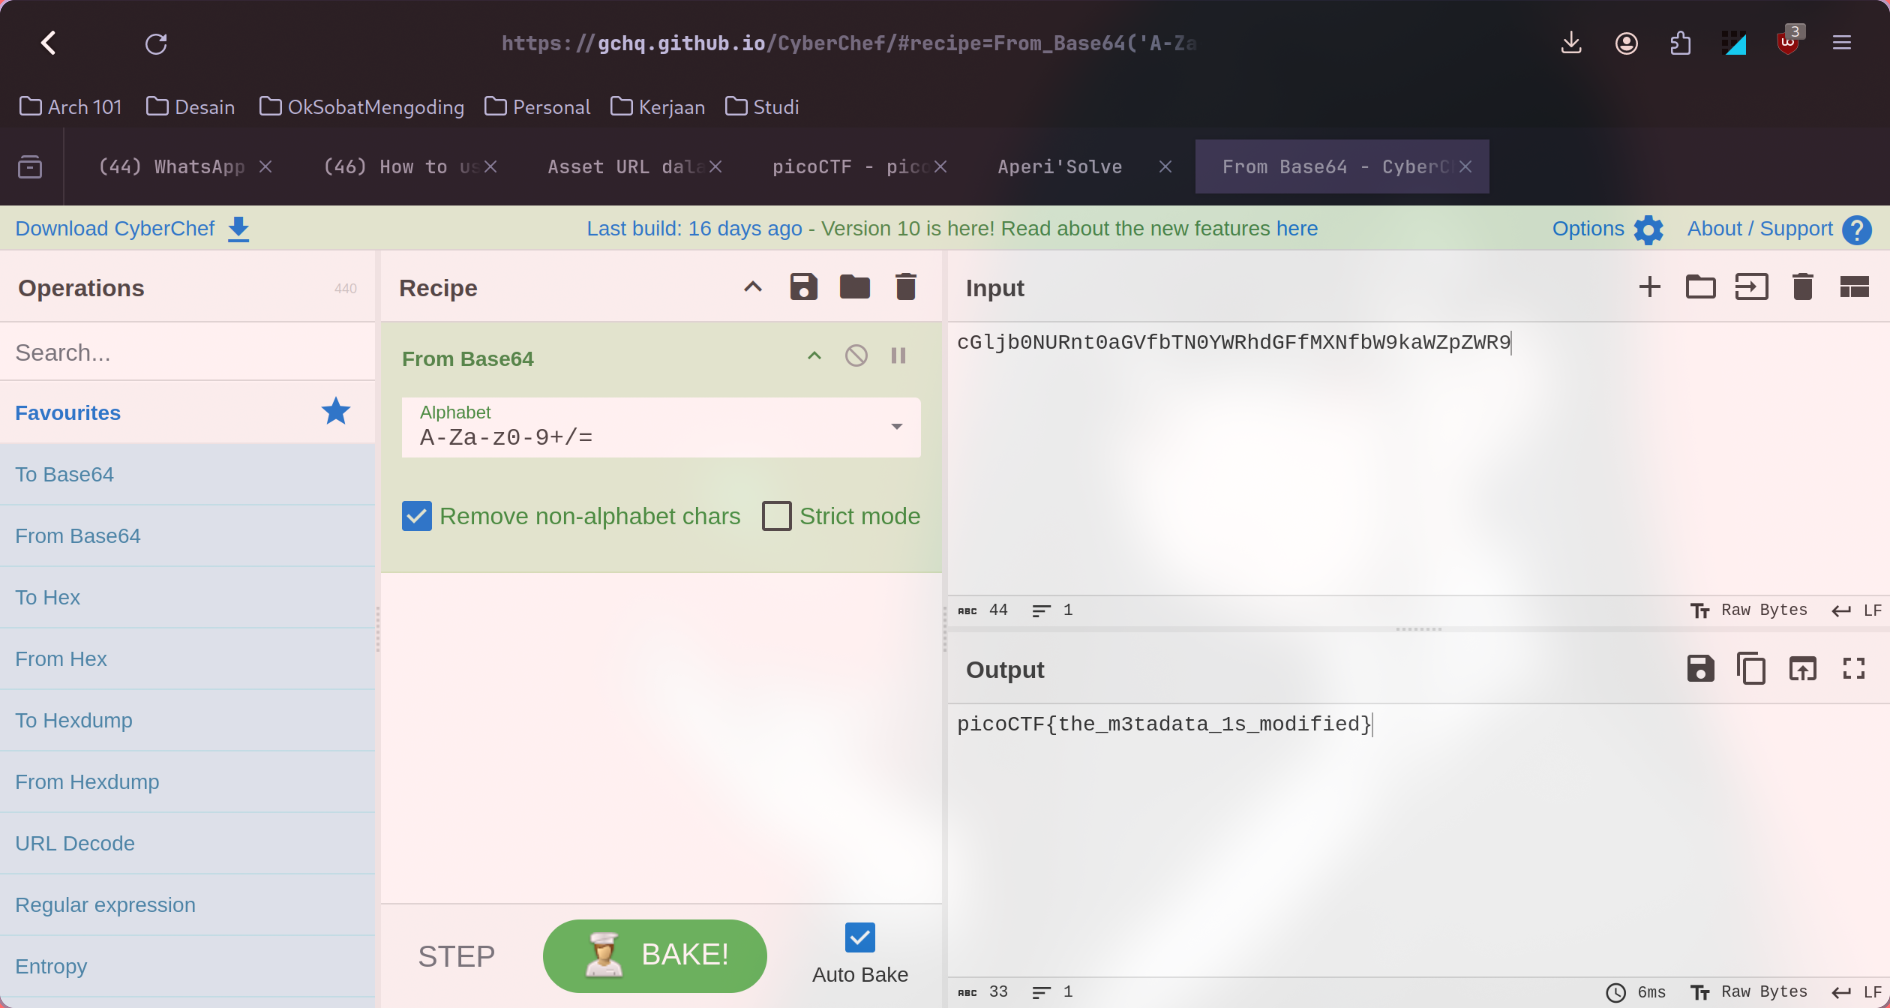 https://gchq.github.io/CyberChef/#recipe=From_Base64('A-Za
3
Arch 101 Desain OkSobatMengoding Personal Kerjaan Studi
(44) WhatsApp (46) How to us Asset URL dala picoCTF - pico Aperi'Solve From Base64 - CyberC
Download CyberChef Last build: 16 days ago - Version 10 is here! Read about the new features here Options About / Support
Operations 440
Search...
Favourites
To Base64
From Base64
To Hex
From Hex
To Hexdump
From Hexdump
URL Decode
Regular expression
Entropy
Recipe
From Base64
Alphabet
A-Za-z0-9+/=
Remove non-alphabet chars Strict mode
STEP BAKE! Auto Bake
Input
cGljb0NURnt0aGVfbTN0YWRhdGFfMXNfbW9kaWZpZWR9
ABC 44 1 Raw Bytes LF
Output
picoCTF{the_m3tadata_1s_modified}
ABC 33 1 6ms Raw Bytes LF